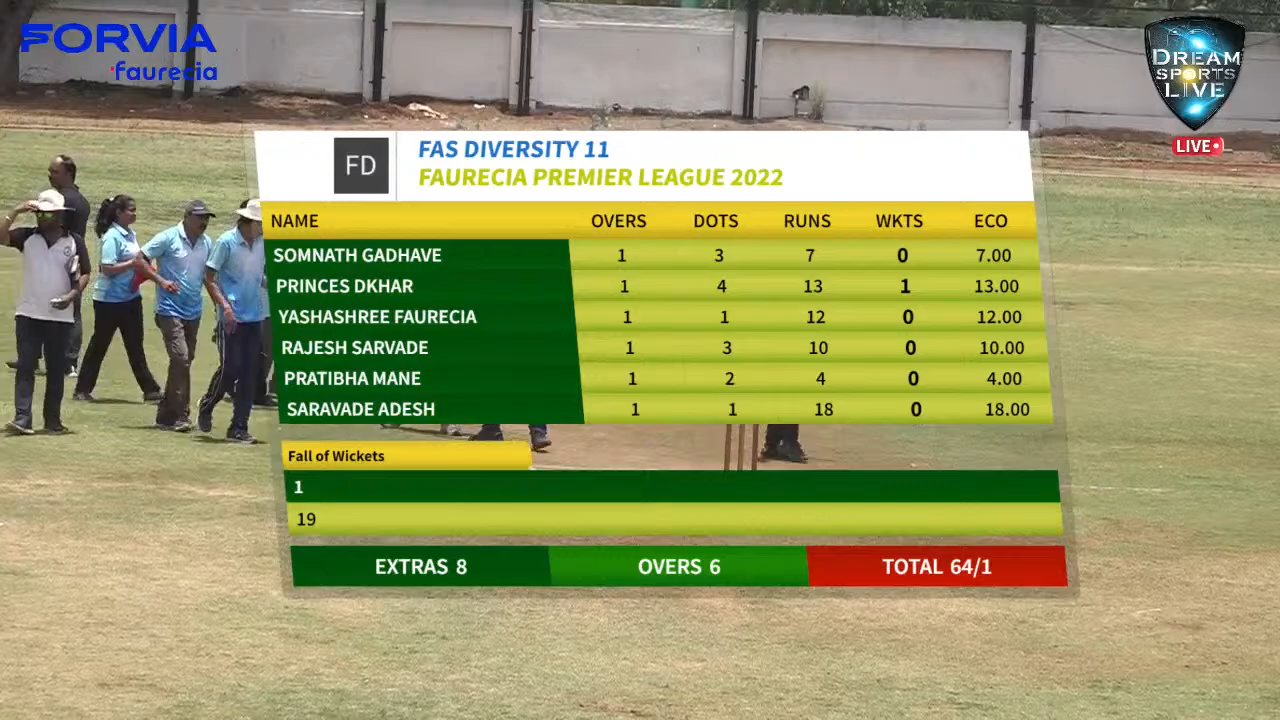 FORVIA
faurecia
DREAM
SPORTS
LIVE
LIVE
FD
FAS DIVERSITY 11
FAURECIA PREMIER LEAGUE 2022
NAME OVERS DOTS RUNS WKTS ECO
SOMNATH GADHAVE 1 3 7 0 7.00
PRINCES DKHAR 1 4 13 1 13.00
YASHASHREE FAURECIA 1 1 12 0 12.00
RAJESH SARVADE 1 3 10 0 10.00
PRATIBHA MANE 1 2 4 0 4.00
SARAVADE ADESH 1 1 18 0 18.00
Fall of Wickets
1
19
EXTRAS 8 OVERS 6 TOTAL 64/1